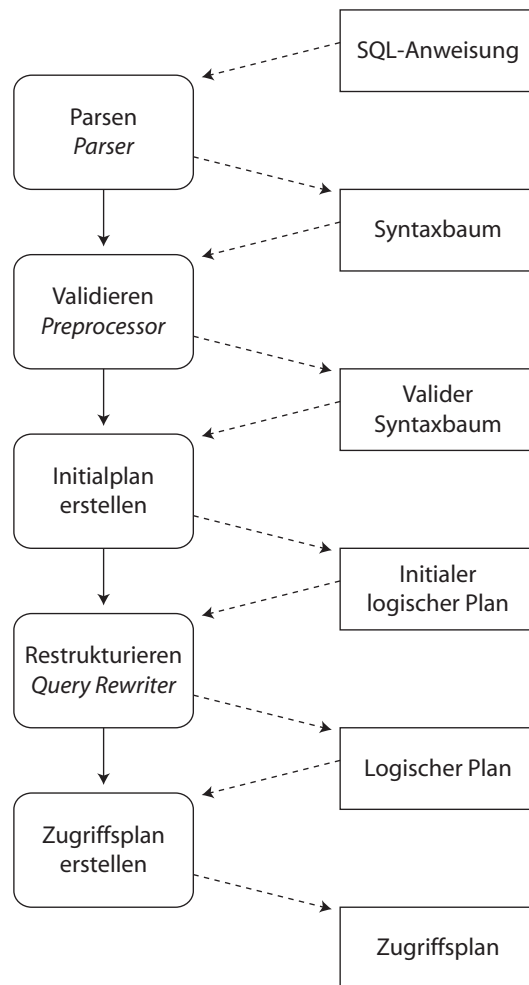 SQL-Anweisung
Parsen
Parser
Syntaxbaum
Validieren
Preprocessor
Valider
Syntaxbaum
Initialplan
erstellen
Initialer
logischer Plan
Restrukturieren
Query Rewriter
Logischer Plan
Zugriffsplan
erstellen
Zugriffsplan